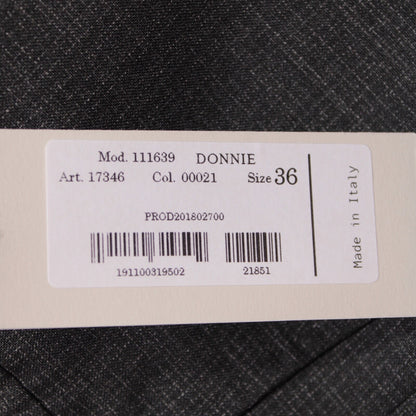 Mod. 111639 DONNIE
Art. 17346 Col. 00021 Size 36
PROD201802700
191100319502 21851
Made in Italy